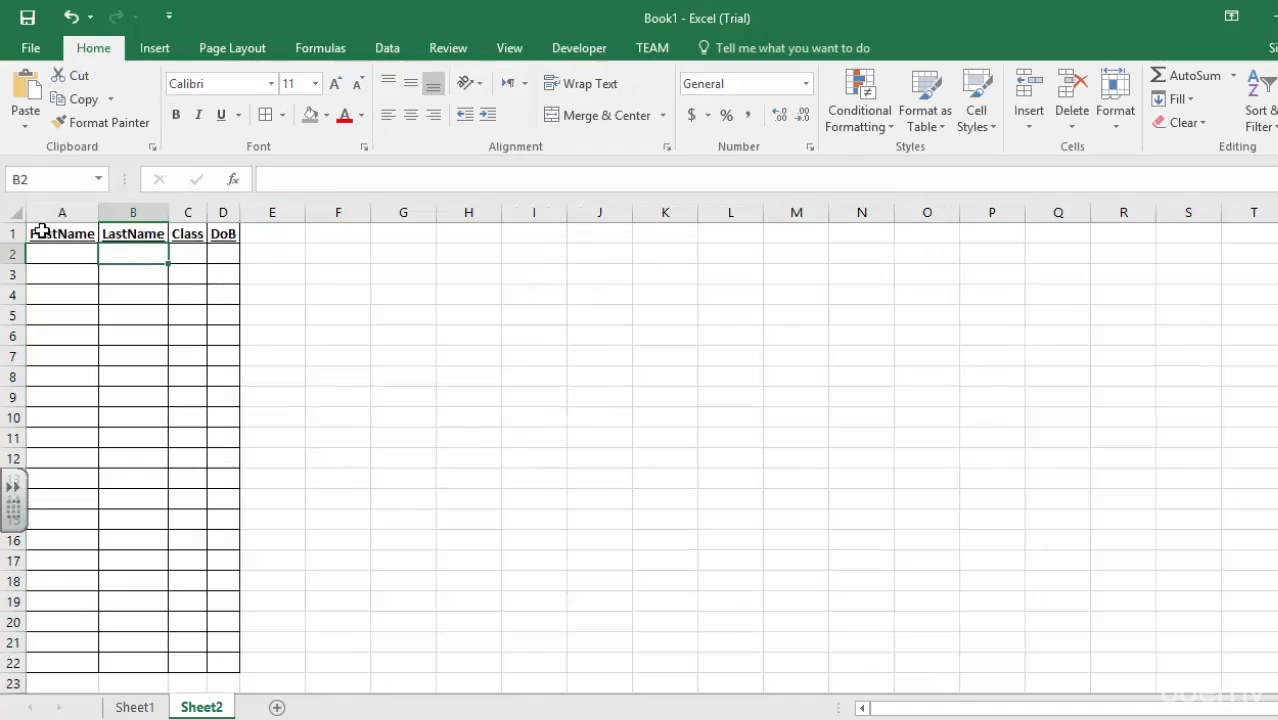 Book1 - Excel (Trial)
File Home Insert Page Layout Formulas Data Review View Developer TEAM Tell me what you want to do
Cut
Copy
Format Painter
Paste
Clipboard
Calibri 11
B I U
Font
Wrap Text
Merge & Center
Alignment
General
$ % ,
Number
Conditional Formatting
Format as Table
Cell Styles
Styles
Insert Delete Format
Cells
AutoSum
Fill
Clear
Sort &
Filter
Editing
B2 fx
A B C D E F G H I J K L M N O P Q R S T
1 LastName Class DoB
2
3
4
5
6
7
8
9
10
11
12
16
17
18
19
20
21
22
23
Sheet1 Sheet2